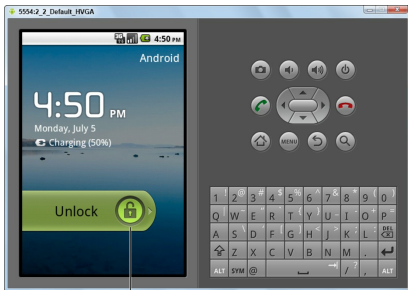 5554:2_2_Default_HVGA
3G 4:50 PM
Android
4:50 PM
Monday, July 5
Charging (50%)
Unlock
MENU
1 ! 2 @ 3 # 4 $ 5 % 6 ^ 7 & 8 * 9 ( 0 )
Q W ~ E " R T { Y } U _ I - O + P =
A S \ D F [ G ] H < J > K ; L : DEL
Z X C V B N M .
ALT SYM @ / ? , ALT